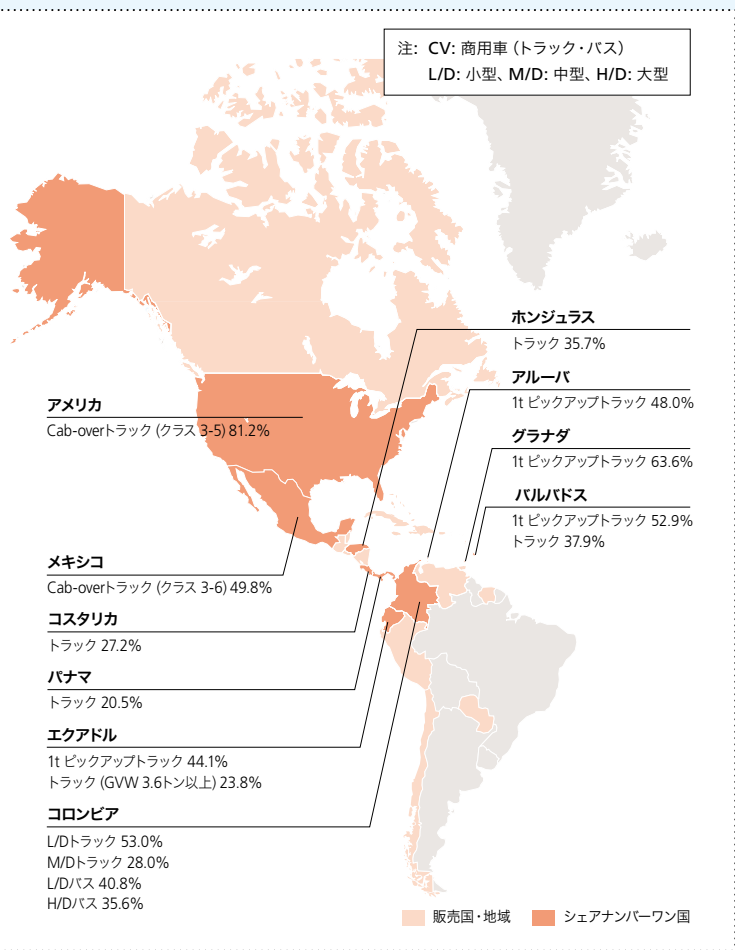 注: CV: 商用車（トラック・バス）
L/D: 小型、M/D: 中型、H/D: 大型
ホンジュラス
トラック 35.7%
アルーバ
1t ピックアップトラック 48.0%
グラナダ
1t ピックアップトラック 63.6%
バルバドス
1t ピックアップトラック 52.9%
トラック 37.9%
アメリカ
Cab-overトラック (クラス 3-5) 81.2%
メキシコ
Cab-overトラック (クラス 3-6) 49.8%
コスタリカ
トラック 27.2%
パナマ
トラック 20.5%
エクアドル
1t ピックアップトラック 44.1%
トラック (GVW 3.6トン以上) 23.8%
コロンビア
L/Dトラック 53.0%
M/Dトラック 28.0%
L/Dバス 40.8%
H/Dバス 35.6%
販売国・地域
シェアナンバーワン国